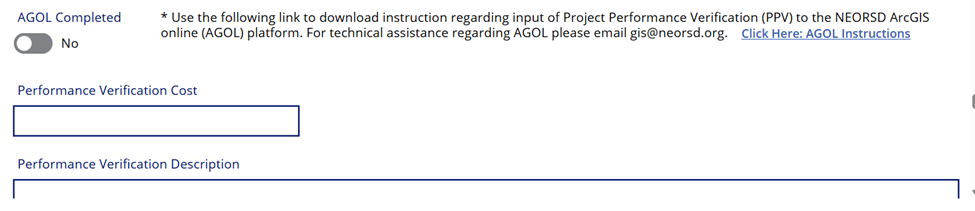 AGOL Completed
No
* Use the following link to download instruction regarding input of Project Performance Verification (PPV) to the NEORSD ArcGIS
online (AGOL) platform. For technical assistance regarding AGOL please email gis@neorsd.org. Click Here: AGOL Instructions
Performance Verification Cost
Performance Verification Description